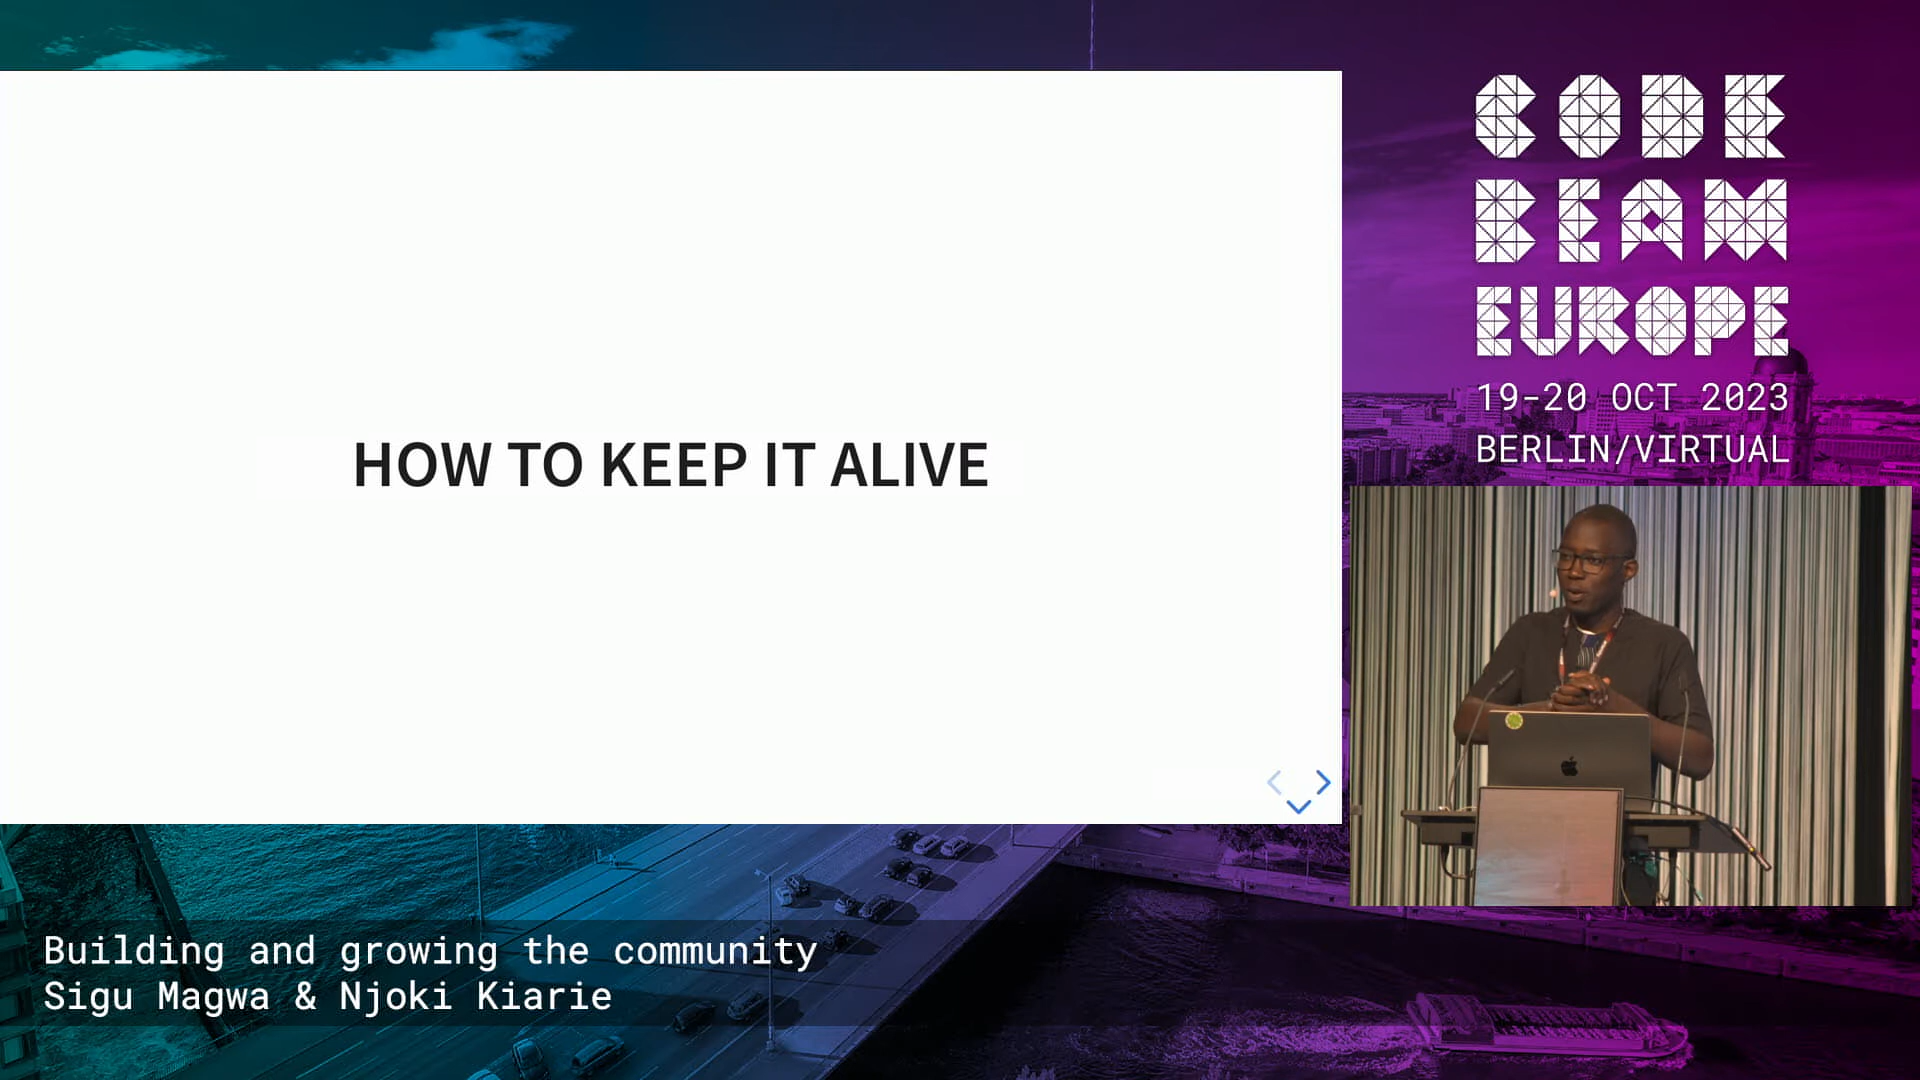 HOW TO KEEP IT ALIVE
CODE
BEAM
EUROPE
19-20 OCT 2023
BERLIN/VIRTUAL
Building and growing the community
Sigu Magwa & Njoki Kiarie